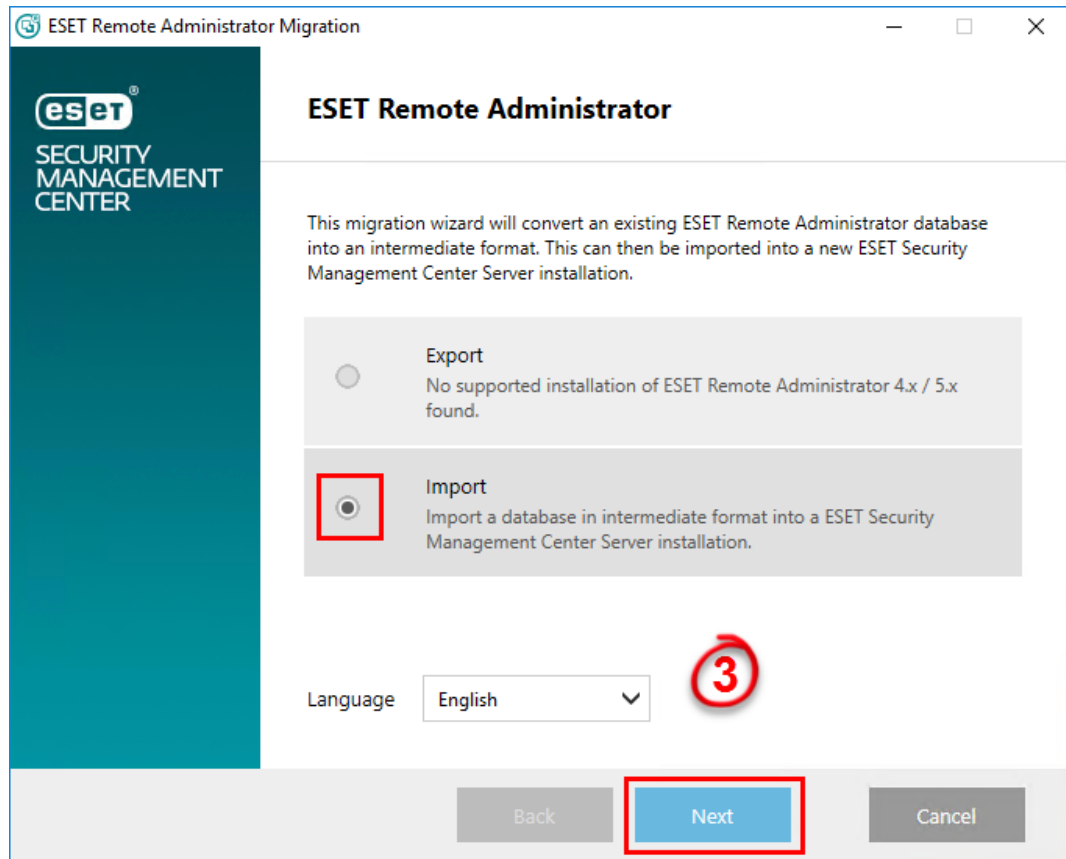 ESET Remote Administrator Migration
eset®
SECURITY
MANAGEMENT
CENTER
ESET Remote Administrator
This migration wizard will convert an existing ESET Remote Administrator database
into an intermediate format. This can then be imported into a new ESET Security
Management Center Server installation.
Export
No supported installation of ESET Remote Administrator 4.x / 5.x
found.
Import
Import a database in intermediate format into a ESET Security
Management Center Server installation.
3
Language English
Back Next Cancel